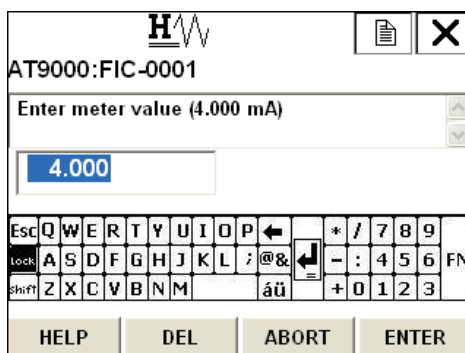 H
AT9000:FIC-0001
Enter meter value (4.000 mA)
4.000
Esc Q W E R T Y U I O P * / 7 8 9
Lock A S D F G H J K L ; @& - : 4 5 6 FN
Shift Z X C V B N M áü = + 0 1 2 3
HELP DEL ABORT ENTER